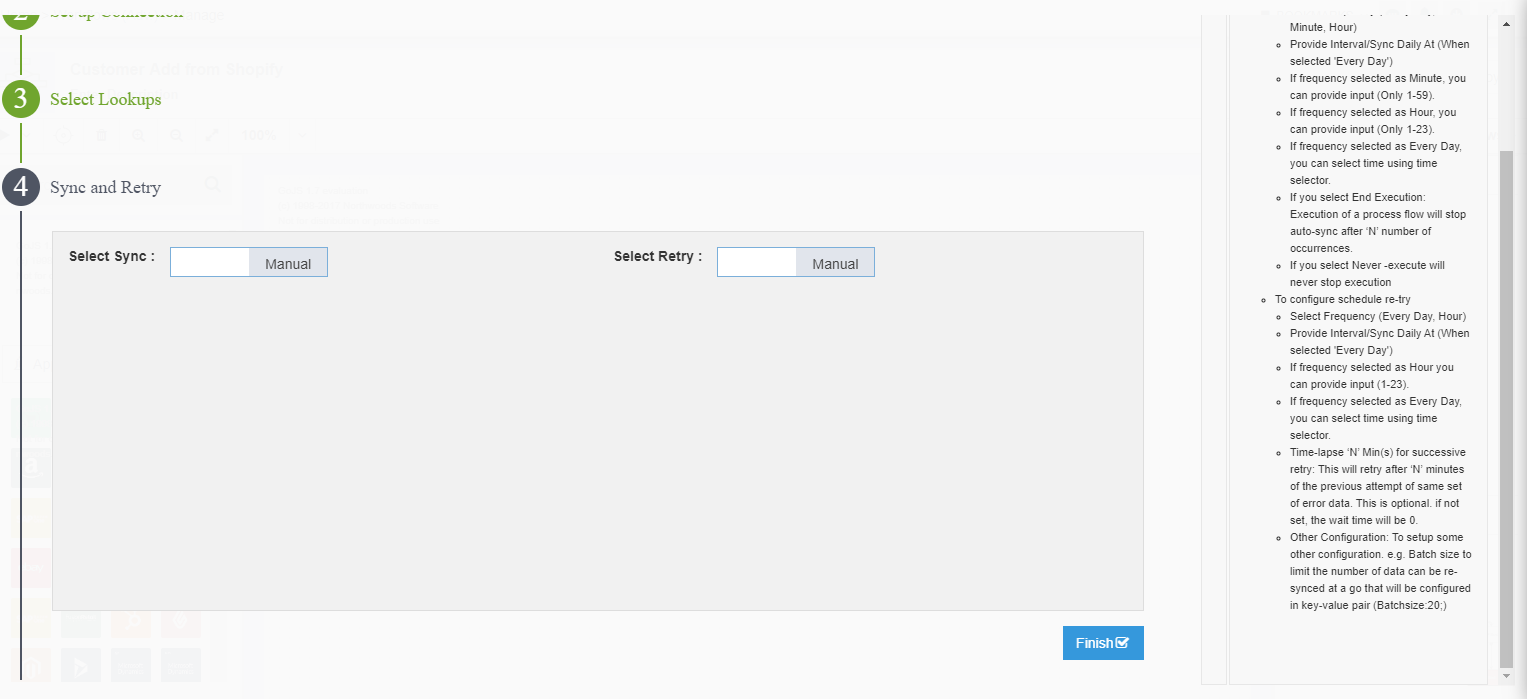 2 Set up Connection
Customer Add from Shopify
3 Select Lookups
100%
4 Sync and Retry
Select Sync :
Manual
Select Retry :
Manual
Finish
Minute, Hour)
Provide Interval/Sync Daily At (When
selected 'Every Day')
If frequency selected as Minute, you
can provide input (Only 1-59).
If frequency selected as Hour, you
can provide input (Only 1-23).
If frequency selected as Every Day,
you can select time using time
selector.
If you select End Execution:
Execution of a process flow will stop
auto-sync after ‘N’ number of
occurrences.
If you select Never -execute will
never stop execution
To configure schedule re-try
Select Frequency (Every Day, Hour)
Provide Interval/Sync Daily At (When
selected 'Every Day')
If frequency selected as Hour you
can provide input (1-23).
If frequency selected as Every Day,
you can select time using time
selector.
Time-lapse ‘N’ Min(s) for successive
retry: This will retry after ‘N’ minutes
of the previous attempt of same set
of error data. This is optional. if not
set, the wait time will be 0.
Other Configuration: To setup some
other configuration. e.g. Batch size to
limit the number of data can be re-
synced at a go that will be configured
in key-value pair (Batchsize:20;)